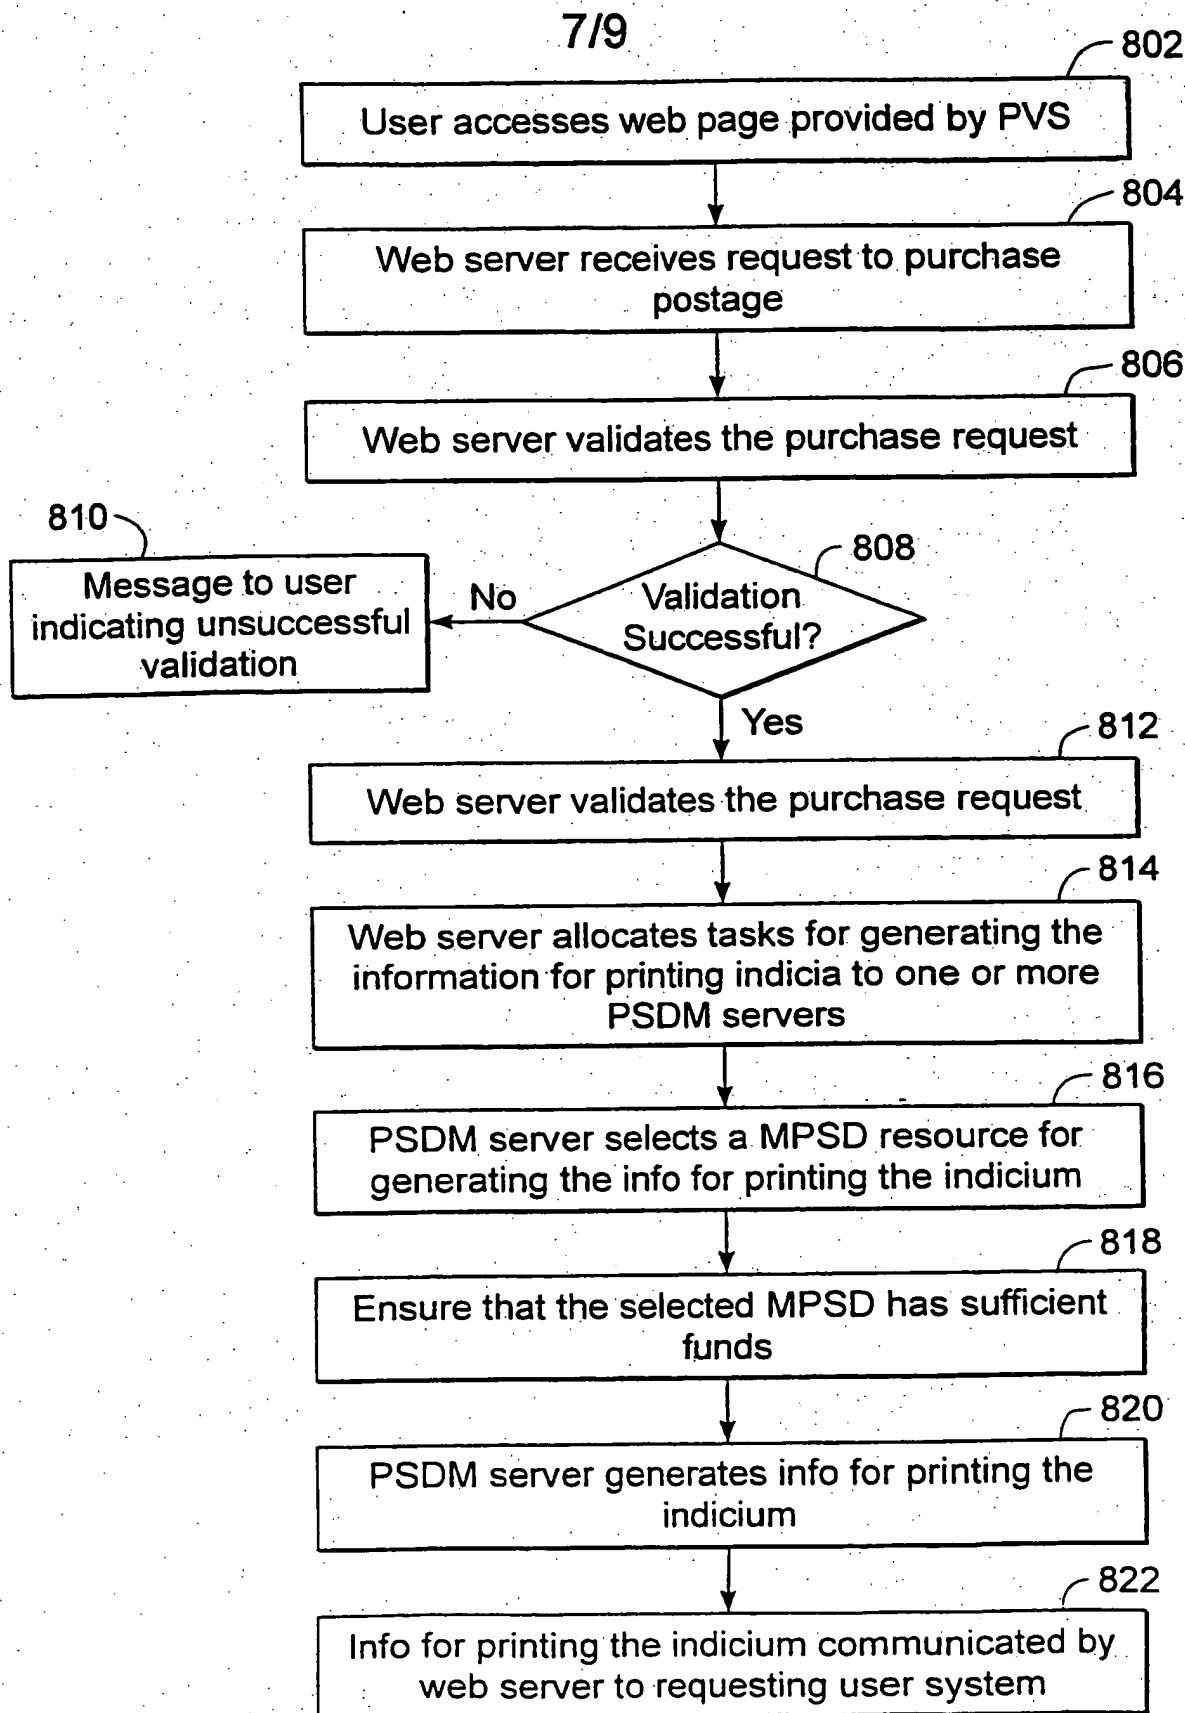 7/9
802
User accesses web page provided by PVS
804
Web server receives request to purchase
postage
806
Web server validates the purchase request
810
Message to user
indicating unsuccessful
validation
No
808
Validation
Successful?
Yes
812
Web server validates the purchase request
814
Web server allocates tasks for generating the
information for printing indicia to one or more
PSDM servers
816
PSDM server selects a MPSD resource for
generating the info for printing the indicium
818
Ensure that the selected MPSD has sufficient
funds
820
PSDM server generates info for printing the
indicium
822
Info for printing the indicium communicated by
web server to requesting user system